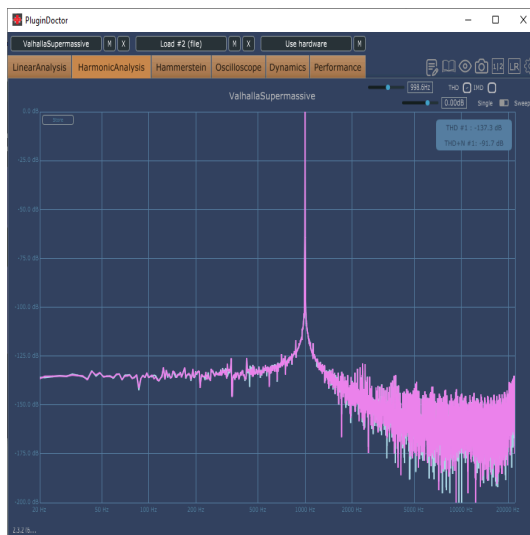 PluginDoctor
ValhallaSupermassive M X Load #2 (file) M X Use hardware M
LinearAnalysis HarmonicAnalysis Hammerstein Oscilloscope Dynamics Performance
1|2 LR
998.6Hz THD IMD
0.00dB Single Sweep
ValhallaSupermassive
THD #1 : -137.3 dB
THD+N #1: -91.7 dB
0.0 dB
-25.0 dB
-50.0 dB
-75.0 dB
-100.0 dB
-125.0 dB
-150.0 dB
-175.0 dB
-200.0 dB
20 Hz 50 Hz 100 Hz 200 Hz 500 Hz 1000 Hz 2000 Hz 5000 Hz 10000 Hz 20000 Hz